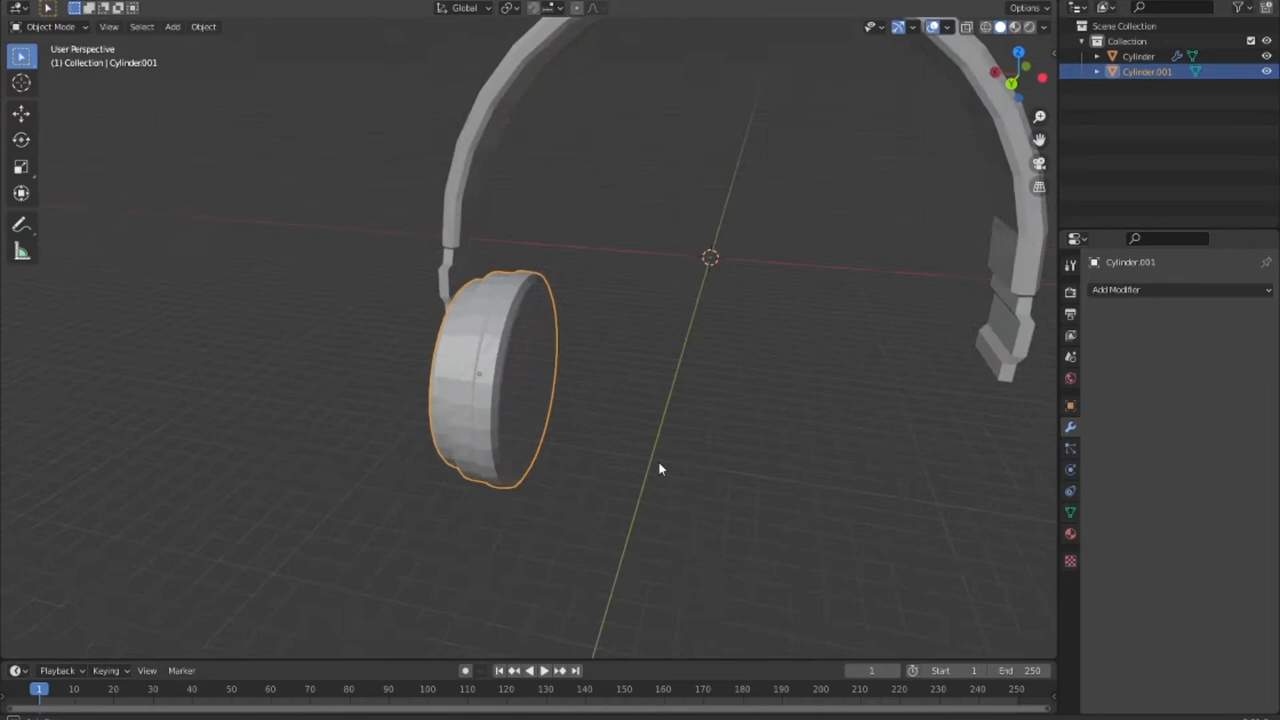 Global
Options
Object Mode View Select Add Object
User Perspective
(1) Collection | Cylinder.001
Scene Collection
Collection
Cylinder
Cylinder.001
Cylinder.001
Add Modifier
Z
Y
Playback Keying View Marker
1 Start 1 End 250
1 10 20 30 40 50 60 70 80 90 100 110 120 130 140 150 160 170 180 190 200 210 220 230 240 250